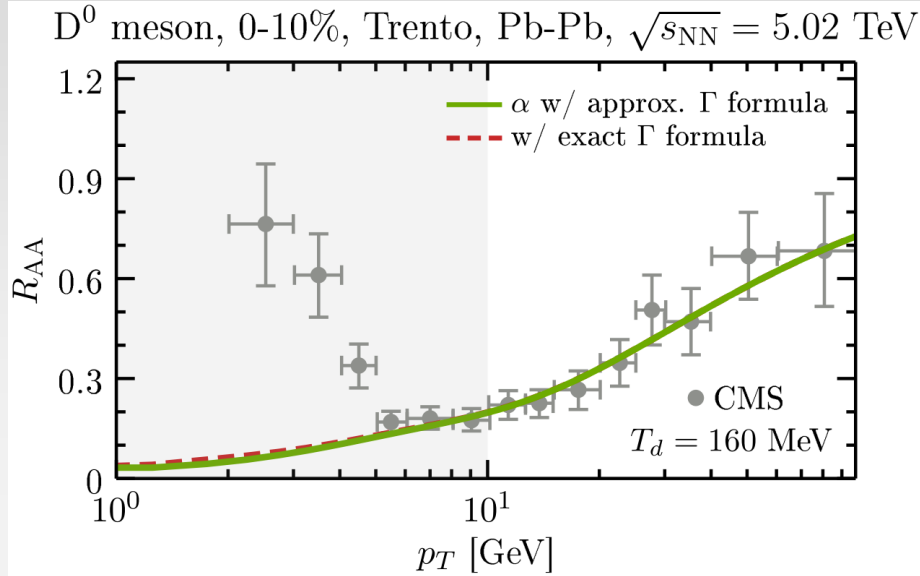 D⁰ meson, 0-10%, Trento, Pb-Pb, √s_NN = 5.02 TeV
1.2
0.9
0.6
0.3
0
R_AA
α w/ approx. Γ formula
w/ exact Γ formula
CMS
T_d = 160 MeV
10⁰
10¹
p_T [GeV]